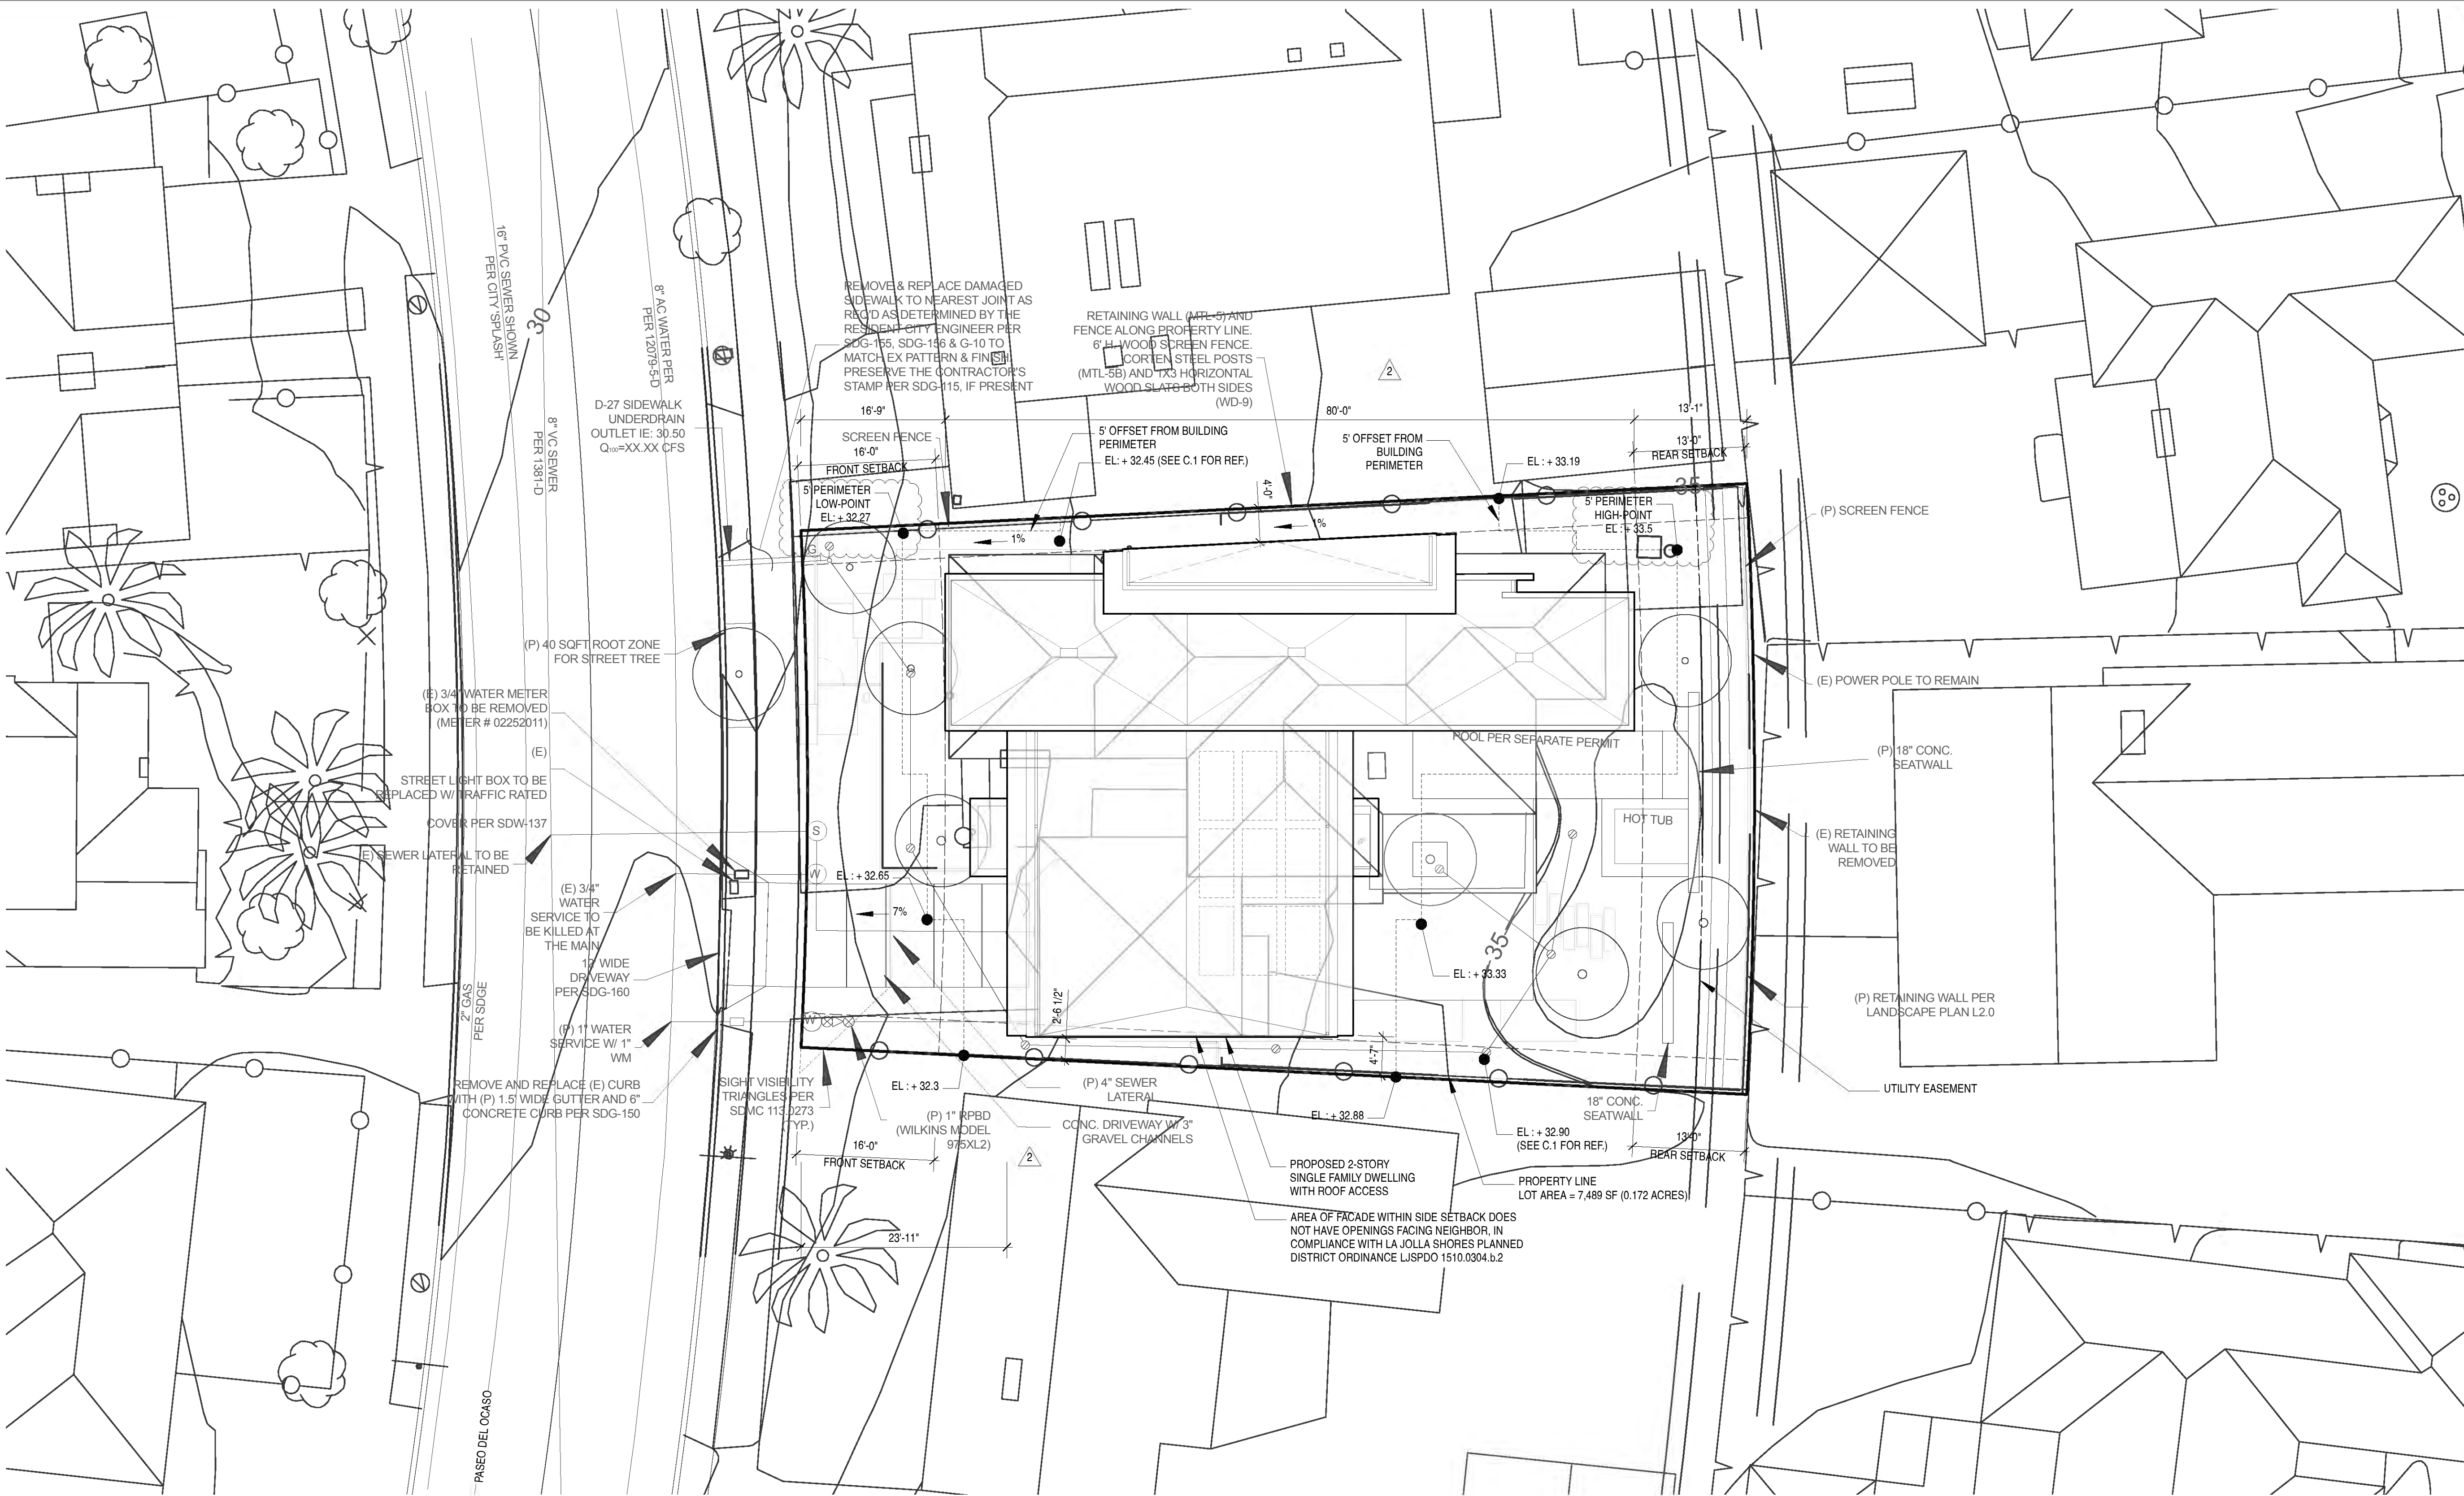 16" PVC SEWER SHOWN
PER CITY 'SPLASH'
30
8" AC WATER PER
PER 12079-5-D
8" VC SEWER
PER 1381-D
REMOVE & REPLACE DAMAGED
SIDEWALK TO NEAREST JOINT AS
REQ'D AS DETERMINED BY THE
RESIDENT CITY ENGINEER PER
SDG-155, SDG-156 & G-10 TO
MATCH EX PATTERN & FINISH.
PRESERVE THE CONTRACTOR'S
STAMP PER SDG-115, IF PRESENT
RETAINING WALL (MTL-5) AND
FENCE ALONG PROPERTY LINE.
6' H. WOOD SCREEN FENCE.
CORTEN STEEL POSTS
(MTL-5B) AND 1X3 HORIZONTAL
WOOD SLATS BOTH SIDES
(WD-9)
2
D-27 SIDEWALK
UNDERDRAIN
OUTLET IE: 30.50
Q100=XX.XX CFS
16'-9"
80'-0"
13'-1"
SCREEN FENCE
16'-0"
FRONT SETBACK
5' OFFSET FROM BUILDING
PERIMETER
EL: + 32.45 (SEE C.1 FOR REF.)
5' OFFSET FROM
BUILDING
PERIMETER
EL : + 33.19
13'-0"
REAR SETBACK
5' PERIMETER
LOW-POINT
EL: + 32.27
4'-0"
35
5' PERIMETER
HIGH-POINT
EL : + 33.5
(P) SCREEN FENCE
1%
1%
G
(P) 40 SQFT ROOT ZONE
FOR STREET TREE
(E) POWER POLE TO REMAIN
(E) 3/4" WATER METER
BOX TO BE REMOVED
(METER # 02252011)
(E)
STREET LIGHT BOX TO BE
REPLACED W/ TRAFFIC RATED
COVER PER SDW-137
(E) SEWER LATERAL TO BE
RETAINED
POOL PER SEPARATE PERMIT
(P) 18" CONC.
SEATWALL
HOT TUB
(E) RETAINING
WALL TO BE
REMOVED
S
W
EL : + 32.65
7%
(E) 3/4"
WATER
SERVICE TO
BE KILLED AT
THE MAIN
12' WIDE
DRIVEWAY
PER SDG-160
35
EL : + 33.33
2" GAS
PER SDGE
(P) 1" WATER
SERVICE W/ 1"
WM
W
2'-6 1/2"
4'-7"
(P) RETAINING WALL PER
LANDSCAPE PLAN L2.0
REMOVE AND REPLACE (E) CURB
WITH (P) 1.5' WIDE GUTTER AND 6"
CONCRETE CURB PER SDG-150
SIGHT VISIBILITY
TRIANGLES PER
SDMC 113.0273
(TYP.)
EL : + 32.3
(P) 1" RPBD
(WILKINS MODEL
975XL2)
(P) 4" SEWER
LATERAL
CONC. DRIVEWAY W/ 3"
GRAVEL CHANNELS
EL : + 32.88
18" CONC.
SEATWALL
UTILITY EASEMENT
EL : + 32.90
(SEE C.1 FOR REF.)
13'-0"
REAR SETBACK
16'-0"
FRONT SETBACK
2
PROPOSED 2-STORY
SINGLE FAMILY DWELLING
WITH ROOF ACCESS
PROPERTY LINE
LOT AREA = 7,489 SF (0.172 ACRES)
AREA OF FACADE WITHIN SIDE SETBACK DOES
NOT HAVE OPENINGS FACING NEIGHBOR, IN
COMPLIANCE WITH LA JOLLA SHORES PLANNED
DISTRICT ORDINANCE LJSPDO 1510.0304.b.2
23'-11"
PASEO DEL OCASO